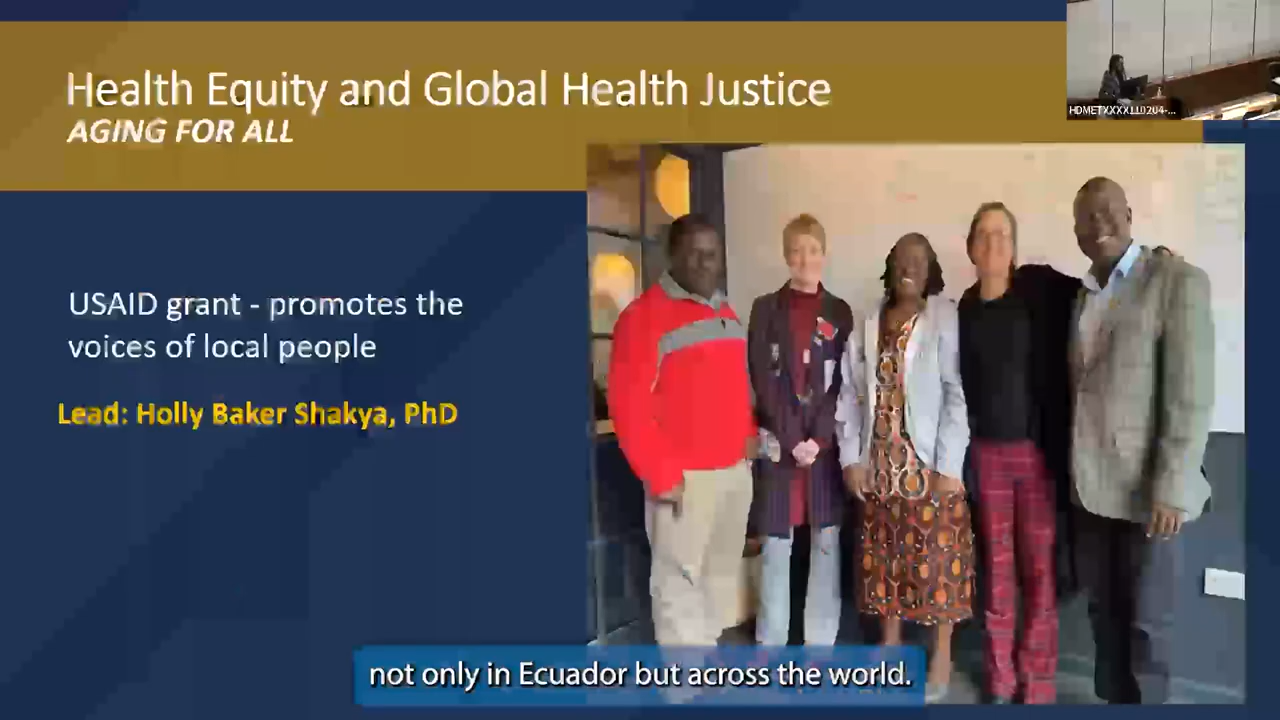 Health Equity and Global Health Justice
AGING FOR ALL
USAID grant - promotes the
voices of local people
Lead: Holly Baker Shakya, PhD
not only in Ecuador but across the world.